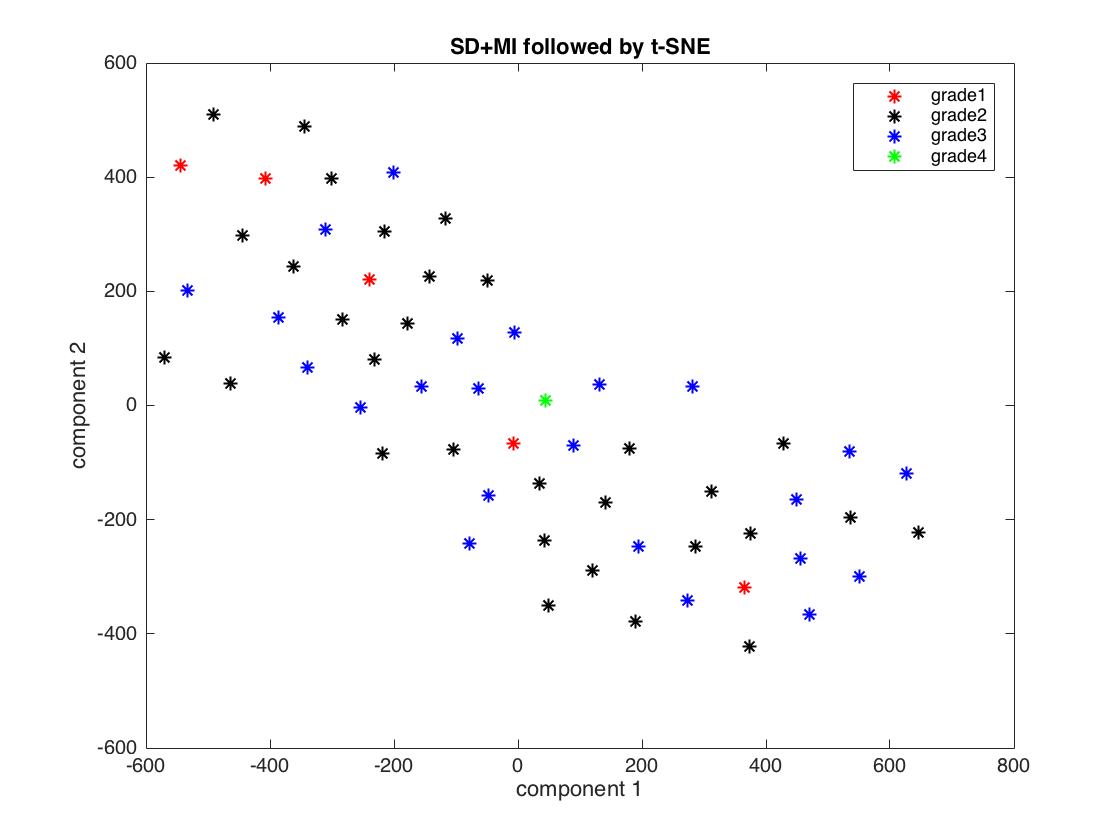 SD+MI followed by t-SNE
600
400
200
0
-200
-400
-600
component 2
grade1
grade2
grade3
grade4
-600 -400 -200 0 200 400 600 800
component 1